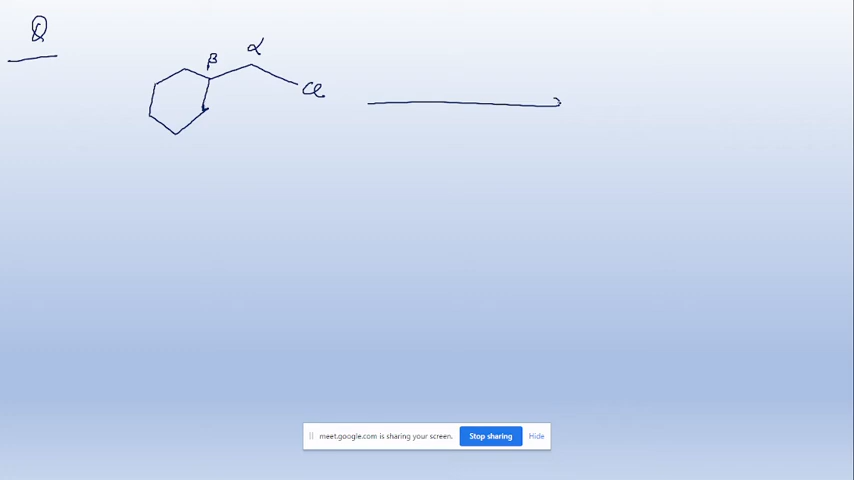 Q
α
β
Cl
meet.google.com is sharing your screen. Stop sharing Hide